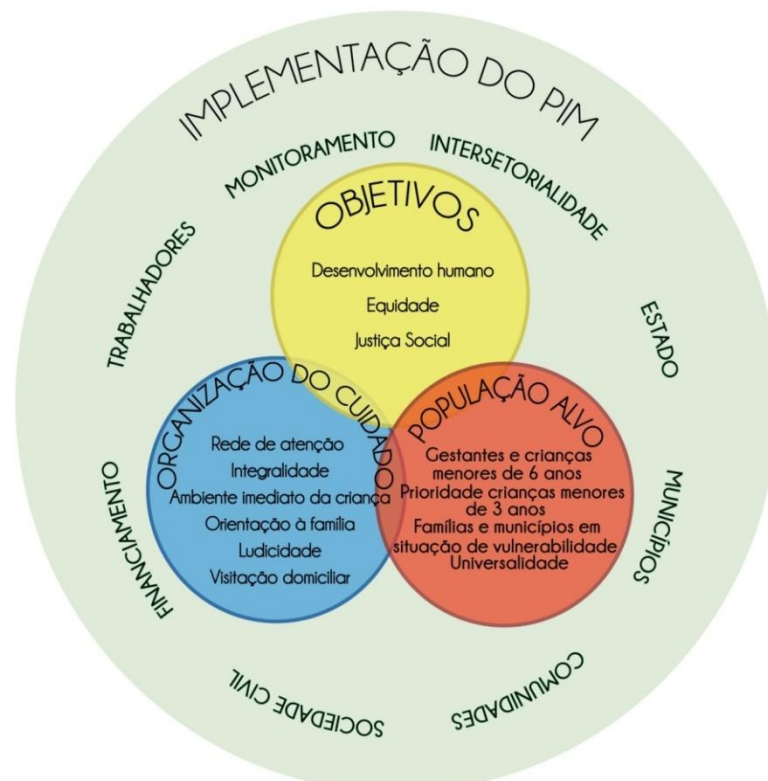 IMPLEMENTAÇÃO DO PIM
MONITORAMENTO
INTERSETORIALIDADE
TRABALHADORES
ESTADO
OBJETIVOS
Desenvolvimento humano
Equidade
Justiça Social
ORGANIZAÇÃO DO CUIDADO
Rede de atenção
Integralidade
Ambiente imediato da criança
Orientação à família
Ludicidade
Visitação domiciliar
POPULAÇÃO ALVO
Gestantes e crianças
menores de 6 anos
Prioridade crianças menores
de 3 anos
Famílias e municípios em
situação de vulnerabilidade
Universalidade
FINANCIAMENTO
MUNICÍPIOS
SOCIEDADE CIVIL
COMUNIDADES